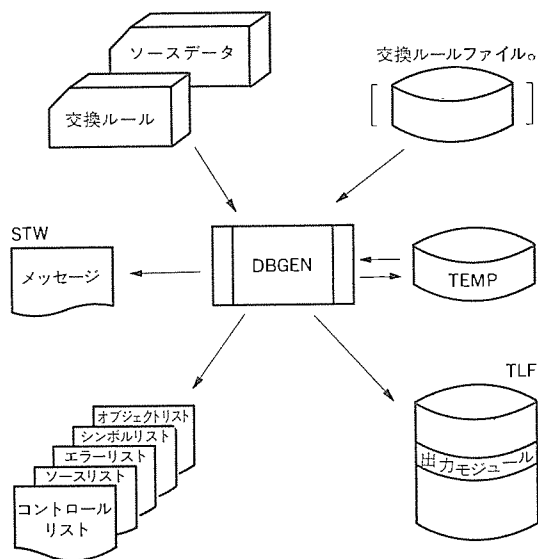 ソースデータ
交換ルール
交換ルールファイル。
STW
メッセージ
DBGEN
TEMP
オブジェクトリスト
シンボルリスト
エラーリスト
ソースリスト
コントロール
リスト
TLF
出力モジュール